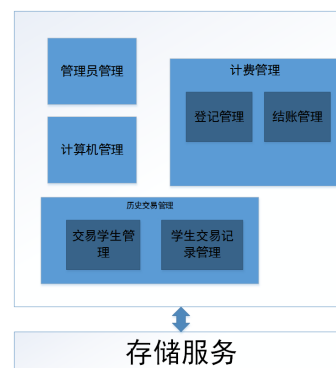 管理员管理
计费管理
登记管理
结账管理
计算机管理
历史交易管理
交易学生管
理
学生交易记
录管理
存储服务